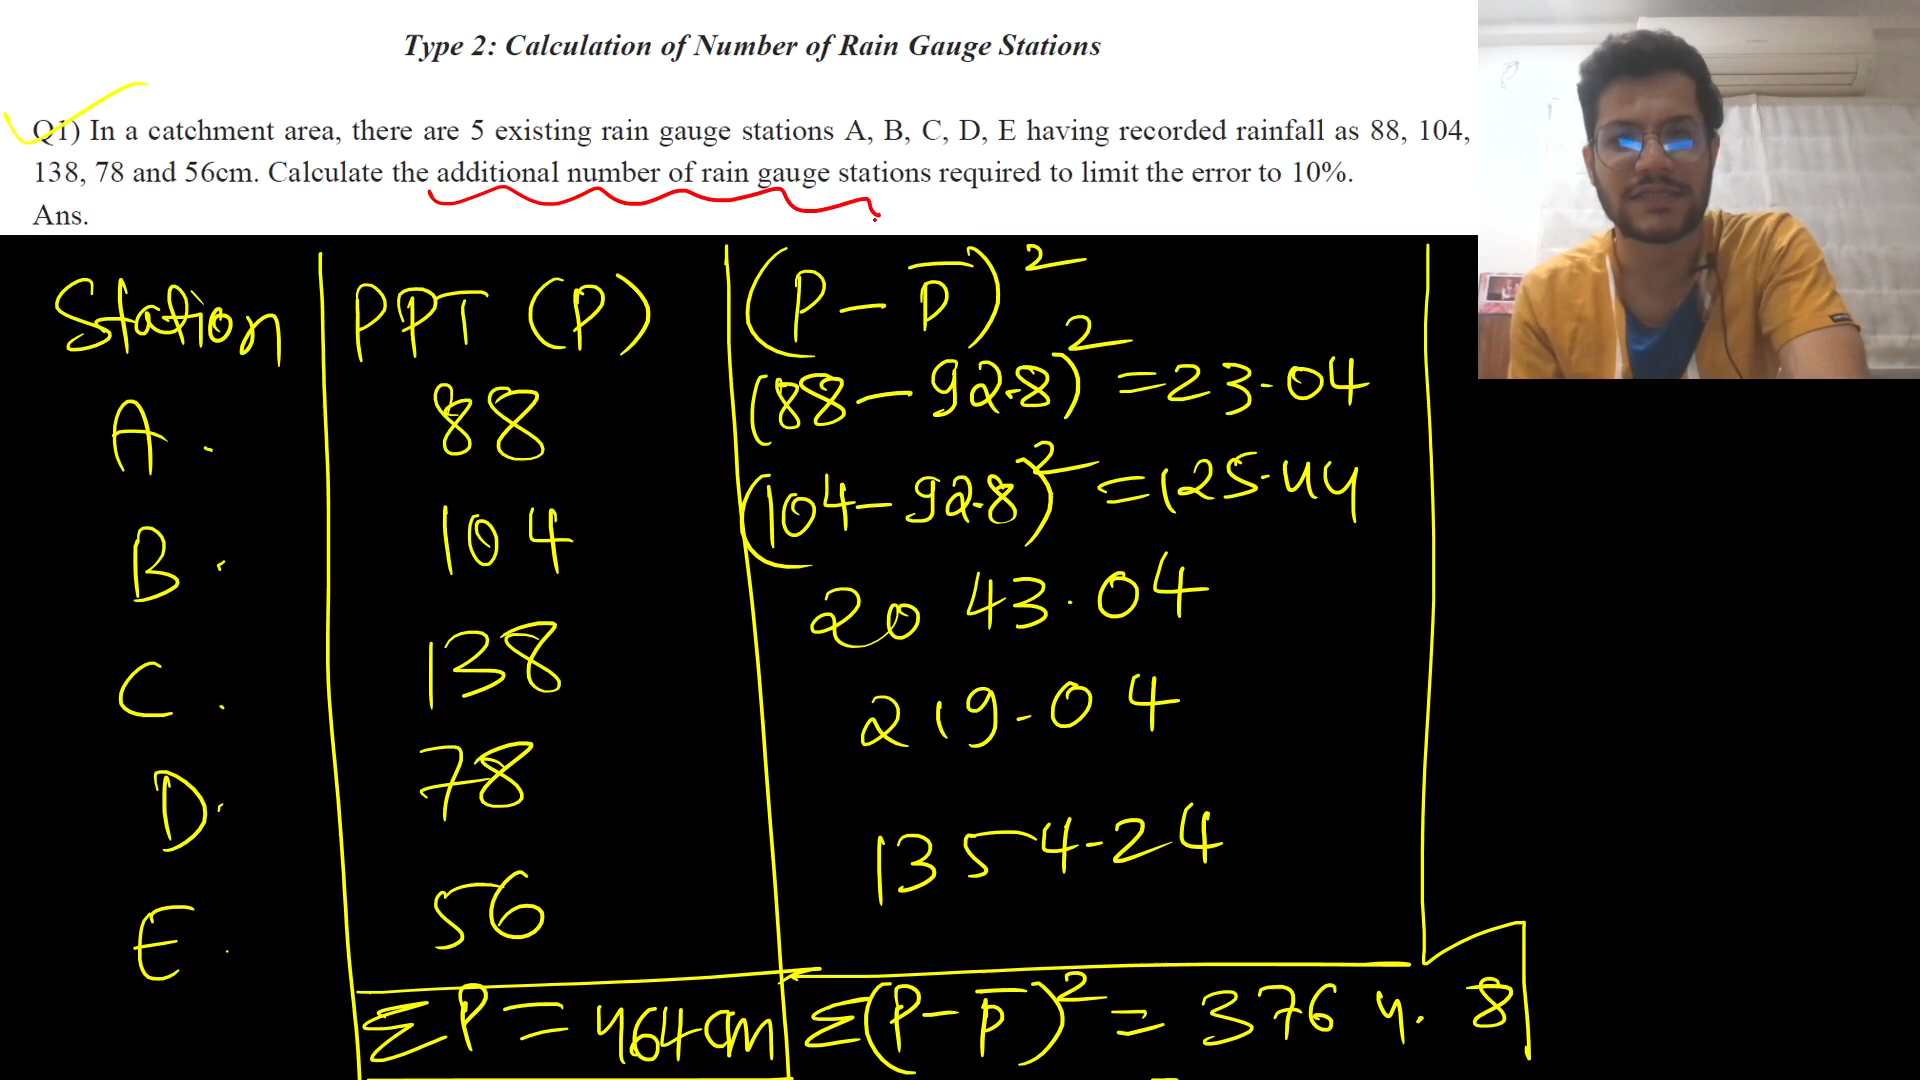 Type 2: Calculation of Number of Rain Gauge Stations
Q1) In a catchment area, there are 5 existing rain gauge stations A, B, C, D, E having recorded rainfall as 88, 104,
138, 78 and 56cm. Calculate the additional number of rain gauge stations required to limit the error to 10%.
Ans.
Station PPT (P) (P - P̅)²
A. 88 (88 - 92.8)² = 23.04
B. 104 (104 - 92.8)² = 125.44
C. 138 2043.04
D. 78 219.04
E. 56 1354.24
ΣP = 464cm Σ(P - P̅)² = 3764.8